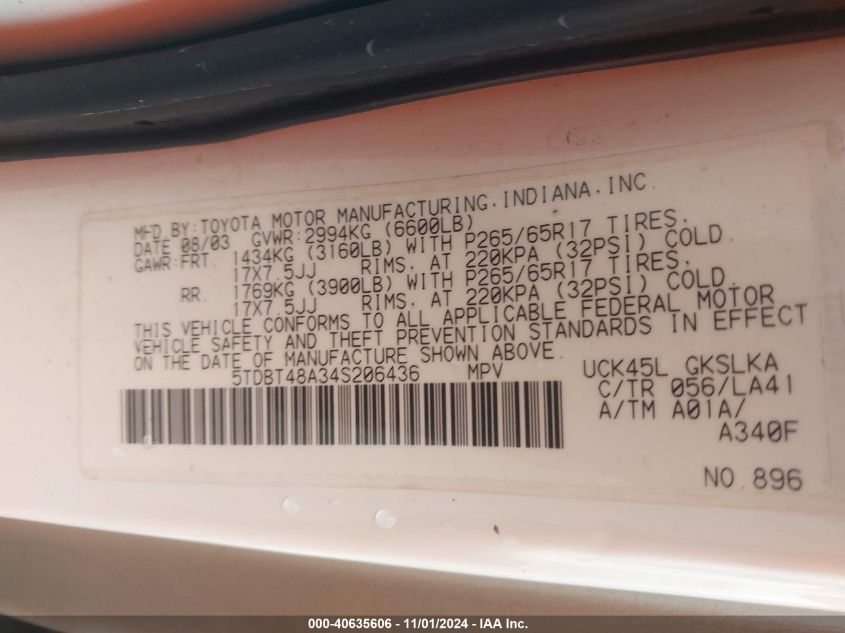 MFD.BY:TOYOTA MOTOR MANUFACTURING.INDIANA.INC.
DATE 08/03 GVWR:2994KG (6600LB)
GAWR:FRT. 1434KG (3160LB) WITH P265/65R17 TIRES.
17X7.5JJ RIMS. AT 220KPA (32PSI) COLD.
RR. 1769KG (3900LB) WITH P265/65R17 TIRES.
17X7.5JJ RIMS. AT 220KPA (32PSI) COLD.
THIS VEHICLE CONFORMS TO ALL APPLICABLE FEDERAL MOTOR
VEHICLE SAFETY AND THEFT PREVENTION STANDARDS IN EFFECT
ON THE DATE OF MANUFACTURE SHOWN ABOVE.
5TDBT48A34S206436 MPV UCK45L GKSLKA
C/TR 056/LA41
A/TM A01A/
A340F
NO.896
000-40635606 - 11/01/2024 - IAA Inc.